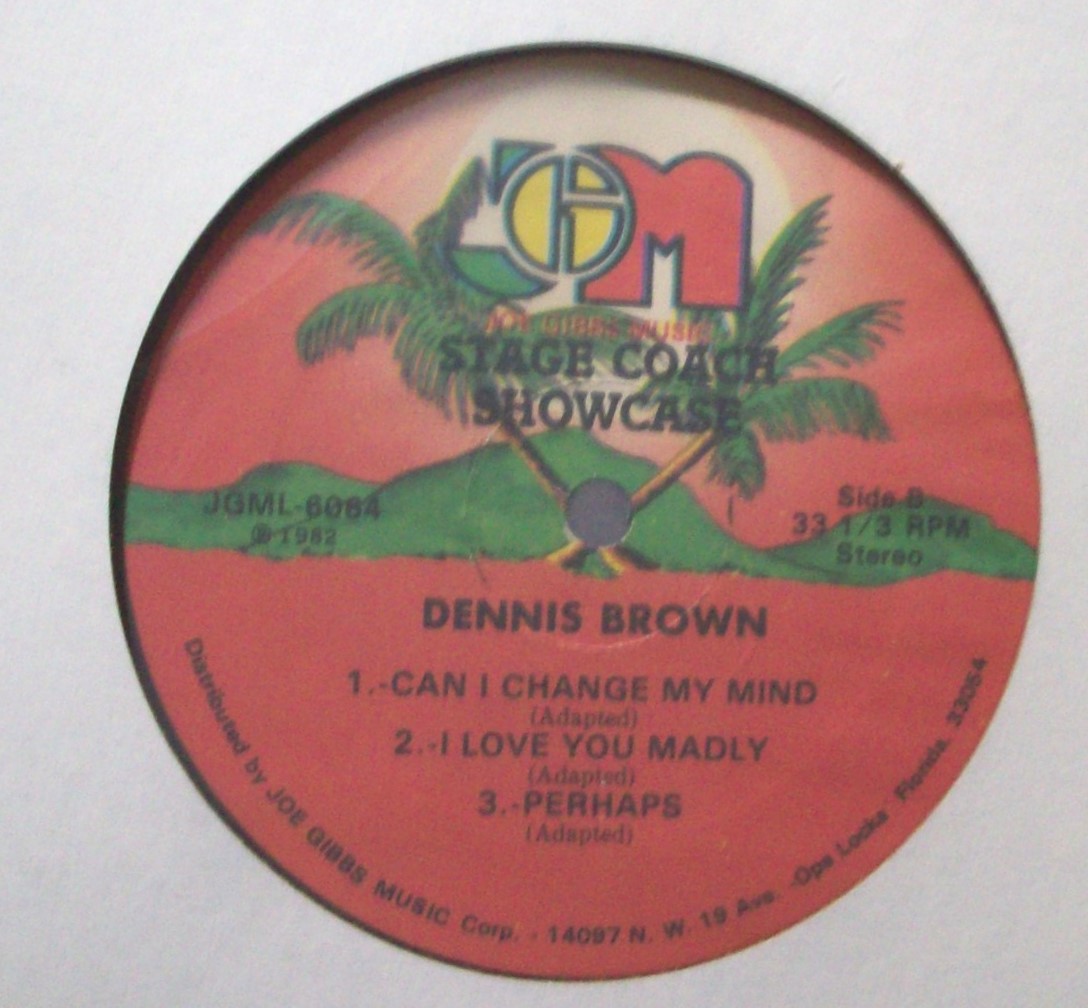 JGM
JOE GIBBS MUSIC
STAGE COACH
SHOWCASE
JGML-6064
℗ 1982
Side B
33 1/3 RPM
Stereo
DENNIS BROWN
1.-CAN I CHANGE MY MIND
(Adapted)
2.-I LOVE YOU MADLY
(Adapted)
3.-PERHAPS
(Adapted)
Distributed by JOE GIBBS MUSIC Corp. - 14097 N. W. 19 Ave. -Opa Locka Florida. 33054